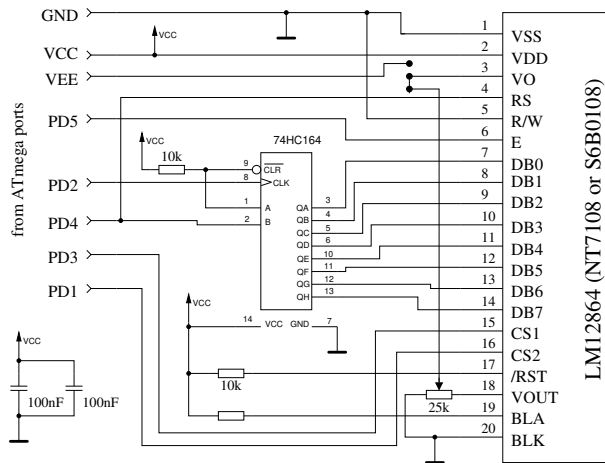 GND
VCC
VEE
PD5
PD2
PD4
PD3
PD1
from ATmega ports
VCC
VCC
10k
74HC164
9
CLR
8
CLK
1
A
2
B
QA
3
QB
4
QC
5
QD
6
QE
10
QF
11
QG
12
QH
13
14
VCC
GND
7
VCC
10k
25k
VCC
100nF
100nF
1
VSS
2
VDD
3
VO
4
RS
5
R/W
6
E
7
DB0
8
DB1
9
DB2
10
DB3
11
DB4
12
DB5
13
DB6
14
DB7
15
CS1
16
CS2
17
/RST
18
VOUT
19
BLA
20
BLK
LM12864 (NT7108 or S6B0108)